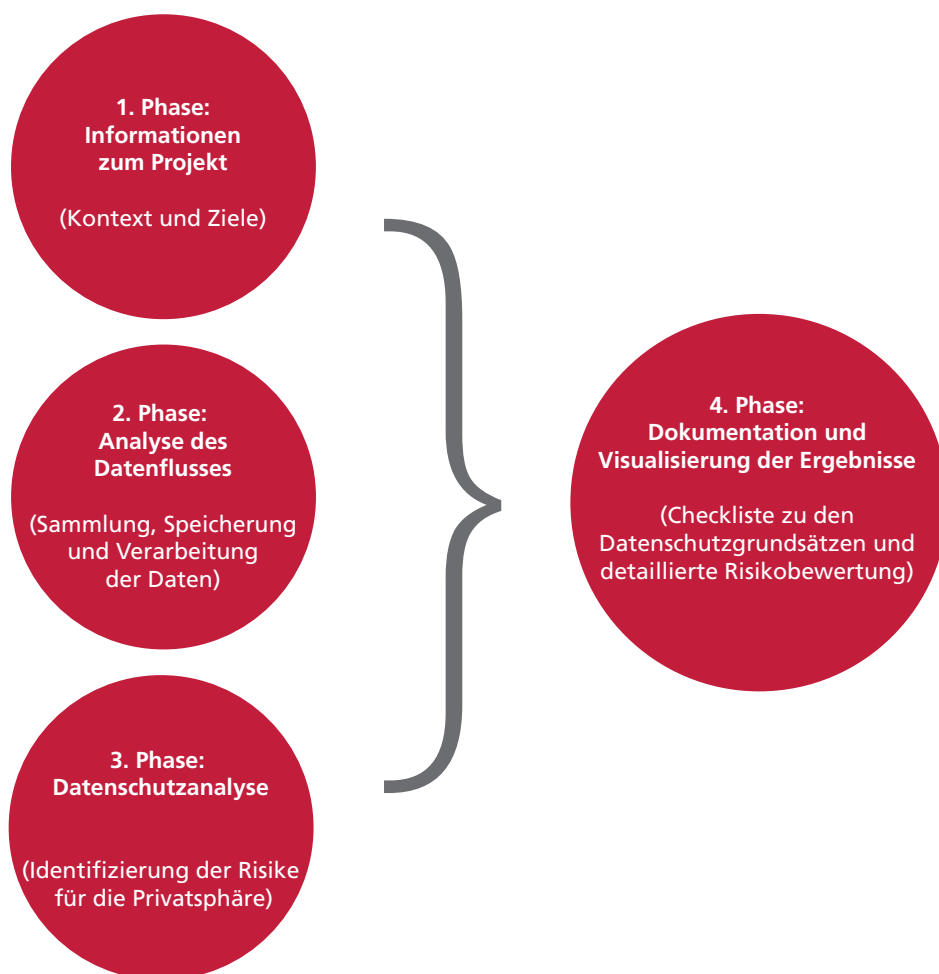 1. Phase:
Informationen
zum Projekt
(Kontext und Ziele)
2. Phase:
Analyse des
Datenflusses
(Sammlung, Speicherung
und Verarbeitung
der Daten)
3. Phase:
Datenschutzanalyse
(Identifizierung der Risike
für die Privatsphäre)
4. Phase:
Dokumentation und
Visualisierung der Ergebnisse
(Checkliste zu den
Datenschutzgrundsätzen und
detaillierte Risikobewertung)